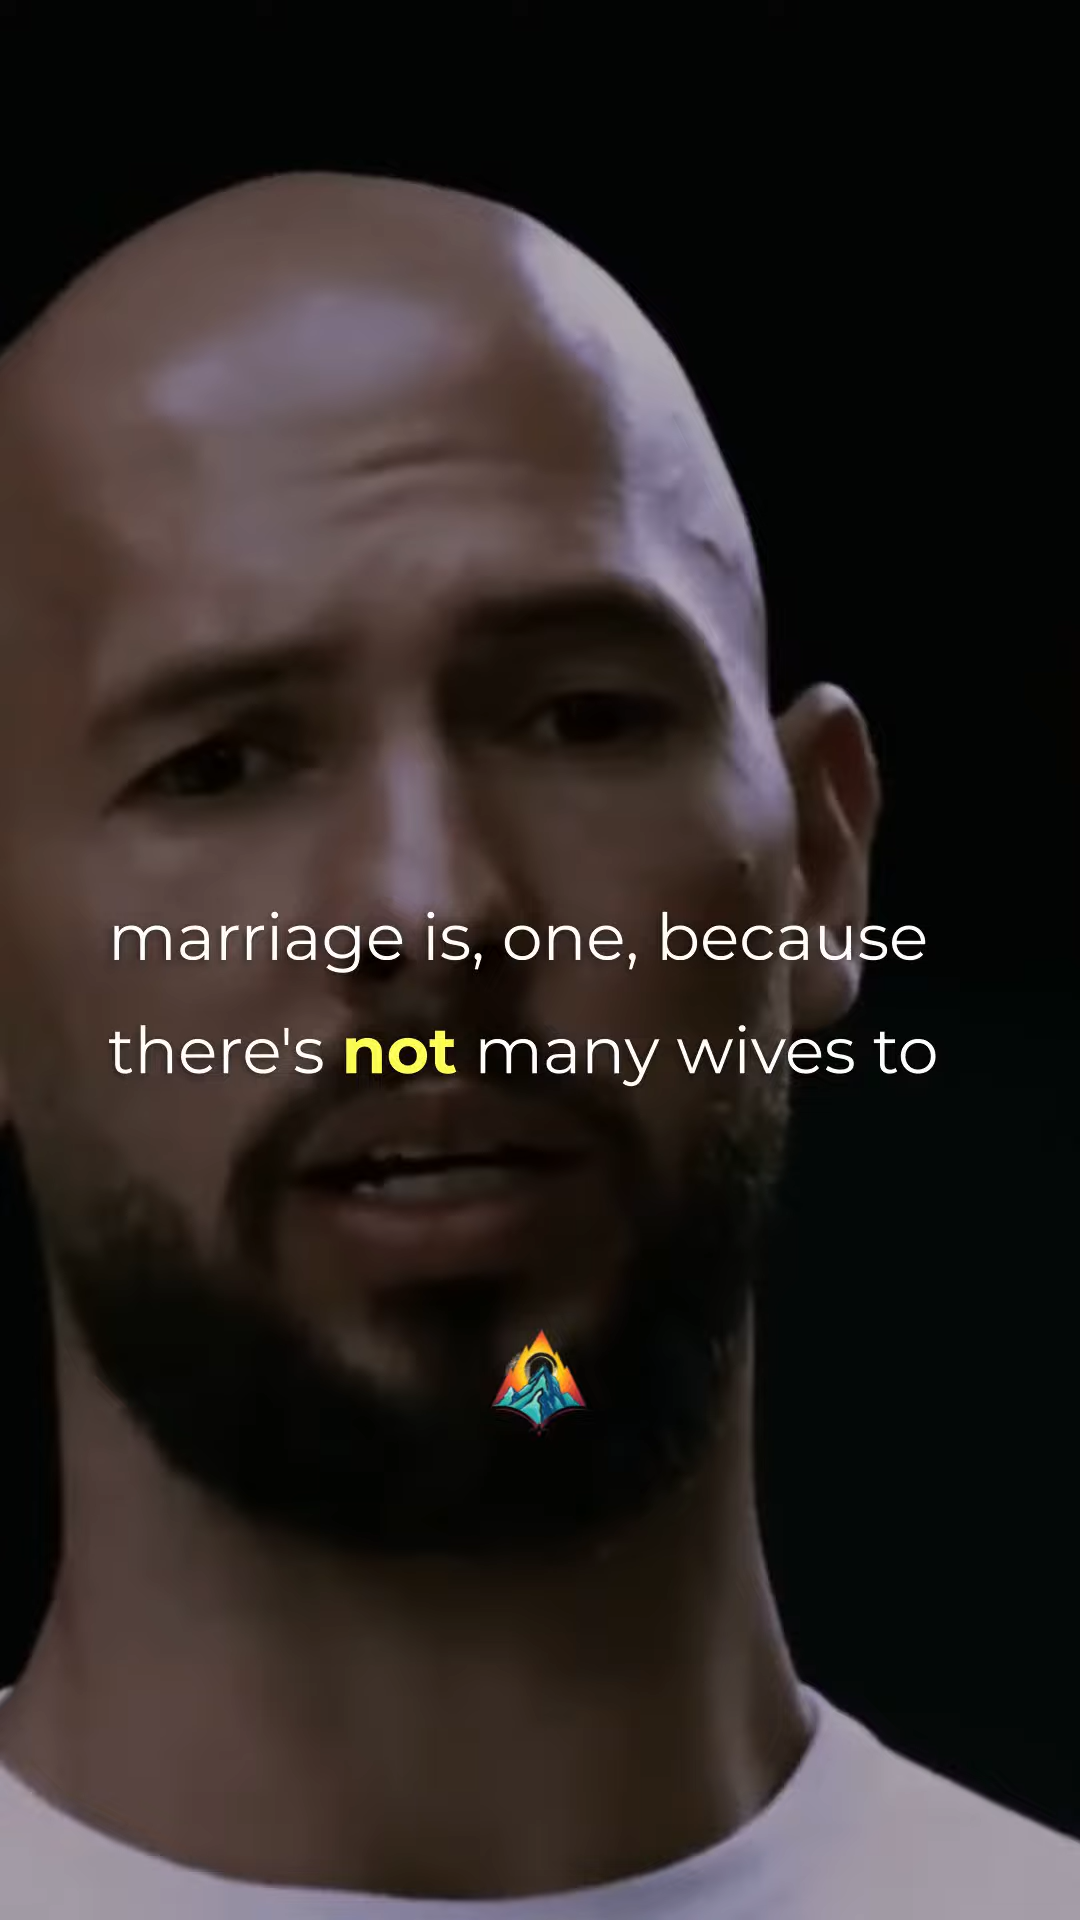 marriage is, one, because
there's not many wives to